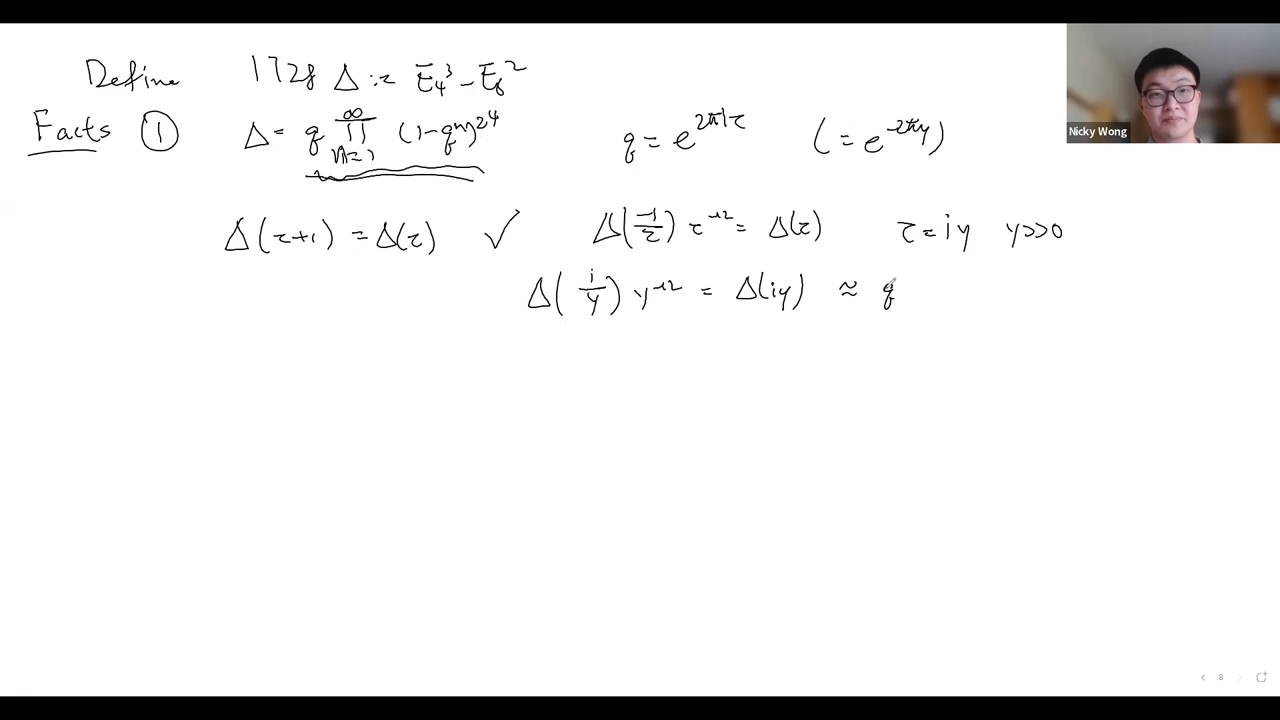 Define 1728 Δ := E₄³ - E₆²
Facts ① Δ = q ∏_{n=1}^{∞} (1-qⁿ)²⁴ q = e^{2πiτ} (= e^{-2πy})
Δ(τ+1) = Δ(τ) ✓ Δ(-1/τ) τ⁻¹² = Δ(τ) τ = iy y>>0
Δ(i/y) y⁻¹² = Δ(iy) ≈ q
Nicky Wong
8